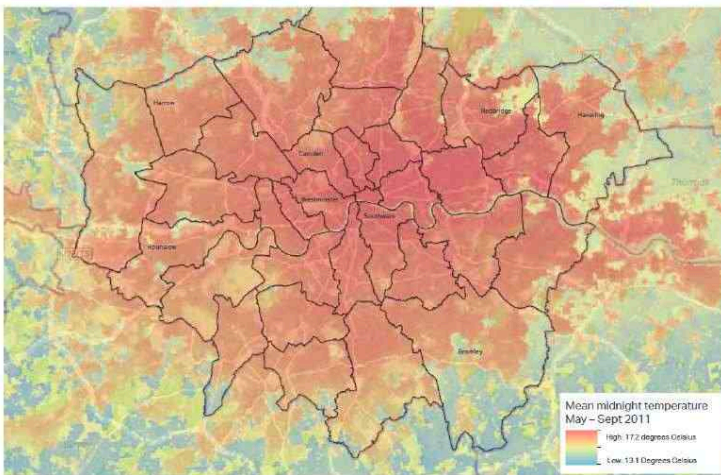 Harrow
Redbridge
Havering
Camden
Westminster
Southwark
Hounslow
Bromley
Mean midnight temperature
May – Sept 2011
High: 17.2 degrees Celsius
Low: 13.1 degrees Celsius